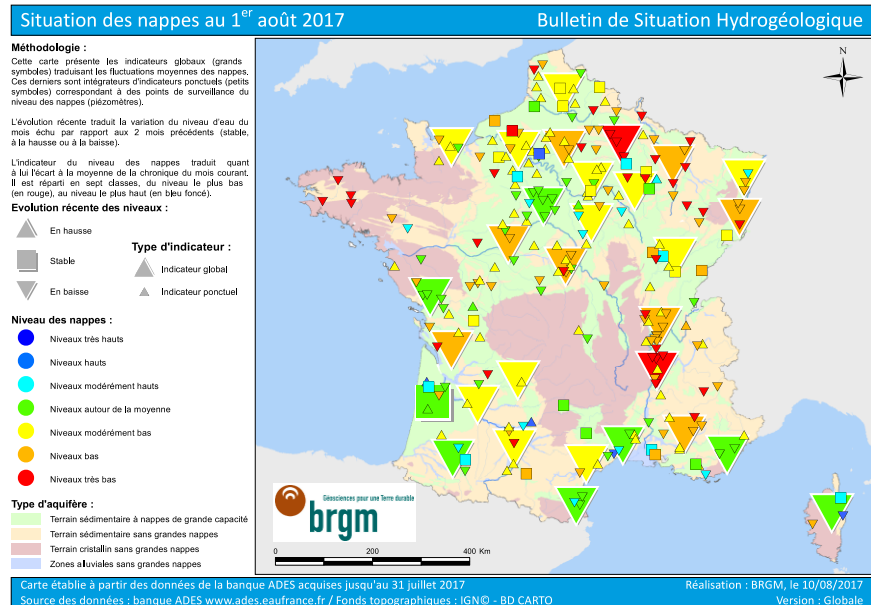 Situation des nappes au 1er août 2017
Bulletin de Situation Hydrogéologique
Méthodologie :
Cette carte présente les indicateurs globaux (grands
symboles) traduisant les fluctuations moyennes des nappes.
Ces derniers sont intégrateurs d'indicateurs ponctuels (petits
symboles) correspondant à des points de surveillance du
niveau des nappes (piézomètres).
L'évolution récente traduit la variation du niveau d'eau du
mois échu par rapport aux 2 mois précédents (stable,
à la hausse ou à la baisse).
L'indicateur du niveau des nappes traduit quant
à lui l'écart à la moyenne de la chronique du mois courant.
Il est réparti en sept classes, du niveau le plus bas
(en rouge), au niveau le plus haut (en bleu foncé).
Evolution récente des niveaux :
En hausse
Stable
En baisse
Type d'indicateur :
Indicateur global
Indicateur ponctuel
Niveau des nappes :
Niveaux très hauts
Niveaux hauts
Niveaux modérément hauts
Niveaux autour de la moyenne
Niveaux modérément bas
Niveaux bas
Niveaux très bas
Type d'aquifère :
Terrain sédimentaire à nappes de grande capacité
Terrain sédimentaire sans grandes nappes
Terrain cristallin sans grandes nappes
Zones alluviales sans grandes nappes
N
Géosciences pour une Terre durable
brgm
0 200 400 Km
Carte établie à partir des données de la banque ADES acquises jusqu'au 31 juillet 2017
Réalisation : BRGM, le 10/08/2017
Source des données : banque ADES www.ades.eaufrance.fr / Fonds topographiques : IGN© - BD CARTO
Version : Globale